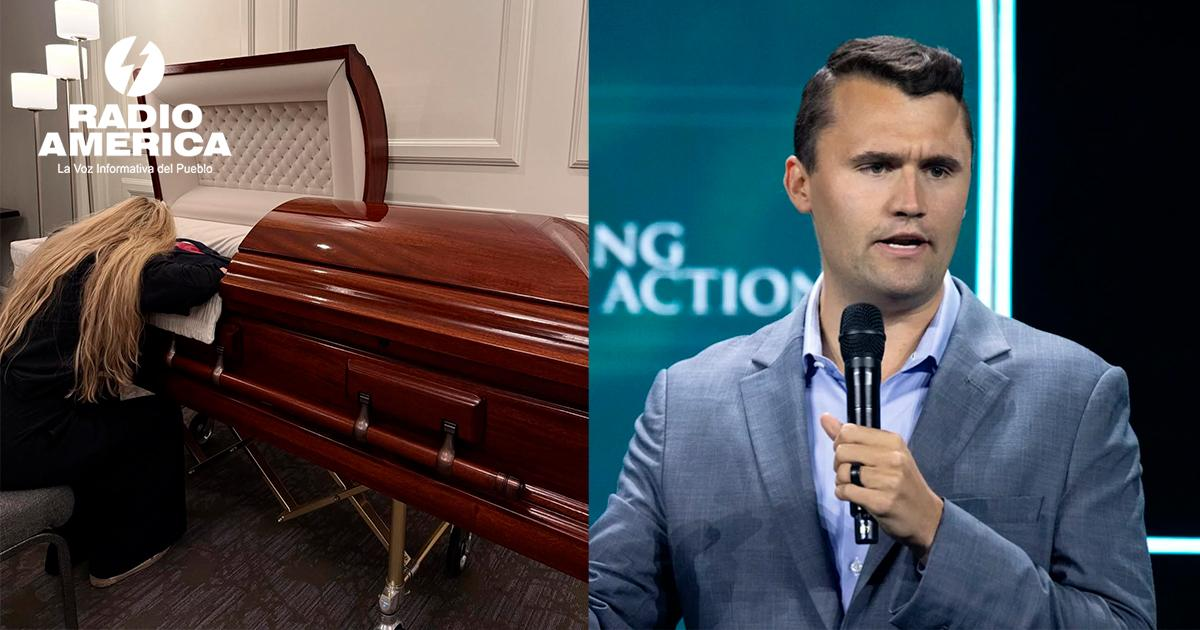 RADIO
AMERICA
La Voz Informativa del Pueblo
NG
ACTION